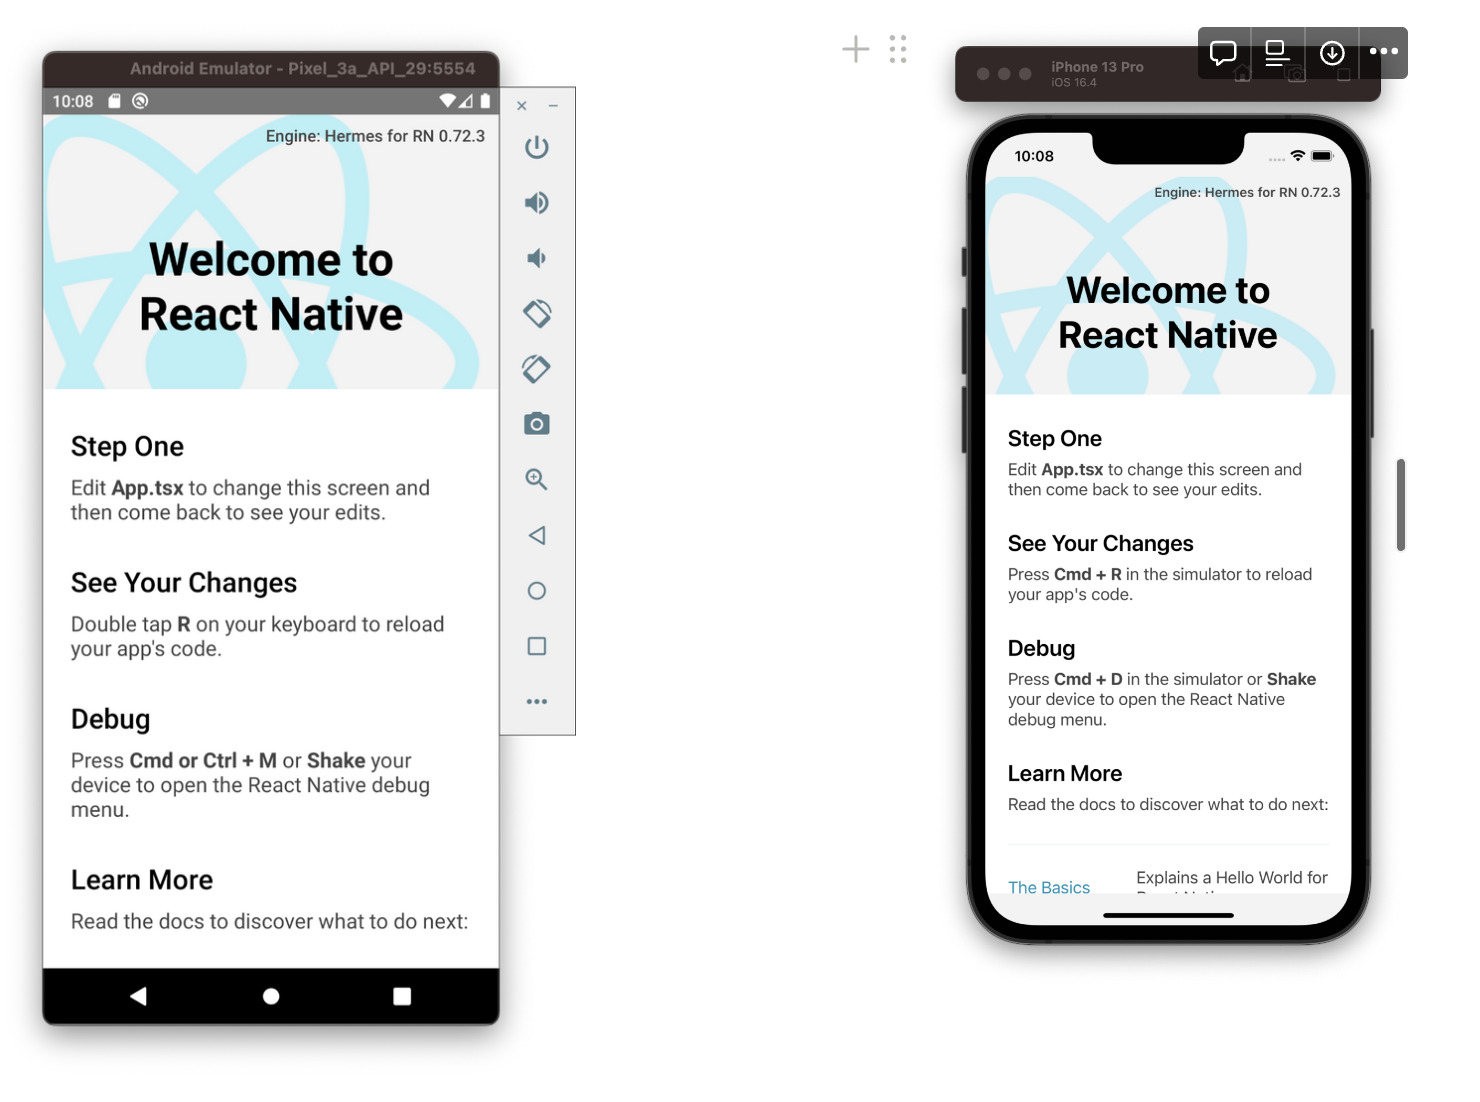 Android Emulator - Pixel_3a_API_29:5554
10:08
Engine: Hermes for RN 0.72.3
Welcome to
React Native
Step One
Edit App.tsx to change this screen and
then come back to see your edits.
See Your Changes
Double tap R on your keyboard to reload
your app's code.
Debug
Press Cmd or Ctrl + M or Shake your
device to open the React Native debug
menu.
Learn More
Read the docs to discover what to do next:
iPhone 13 Pro
iOS 16.4
10:08
Engine: Hermes for RN 0.72.3
Welcome to
React Native
Step One
Edit App.tsx to change this screen and
then come back to see your edits.
See Your Changes
Press Cmd + R in the simulator to reload
your app's code.
Debug
Press Cmd + D in the simulator or Shake
your device to open the React Native
debug menu.
Learn More
Read the docs to discover what to do next:
The Basics
Explains a Hello World for